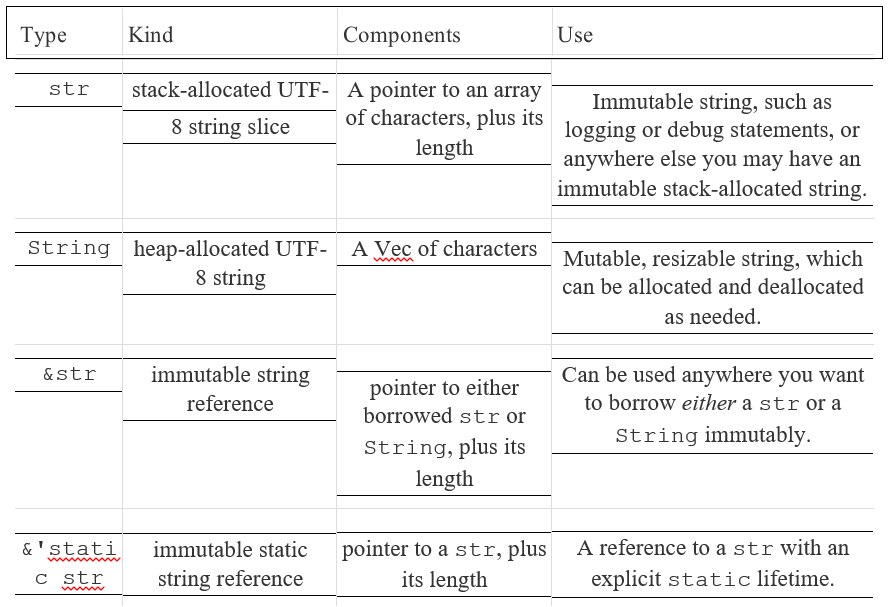 Type Kind Components Use
str
stack-allocated UTF-
8 string slice
A pointer to an array
of characters, plus its
length
Immutable string, such as
logging or debug statements, or
anywhere else you may have an
immutable stack-allocated string.
String
heap-allocated UTF-
8 string
A Vec of characters
Mutable, resizable string, which
can be allocated and deallocated
as needed.
&str
immutable string
reference
pointer to either
borrowed str or
String, plus its
length
Can be used anywhere you want
to borrow either a str or a
String immutably.
&'stati
c str
immutable static
string reference
pointer to a str, plus
its length
A reference to a str with an
explicit static lifetime.